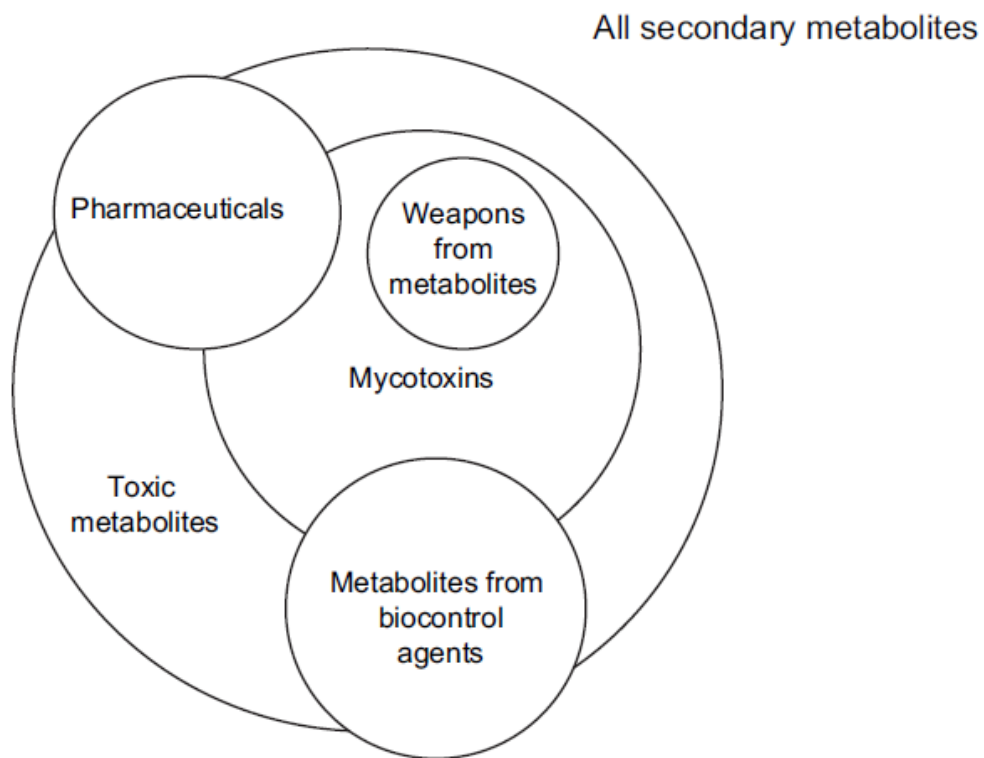 All secondary metabolites
Pharmaceuticals
Weapons
from
metabolites
Mycotoxins
Toxic
metabolites
Metabolites from
biocontrol
agents